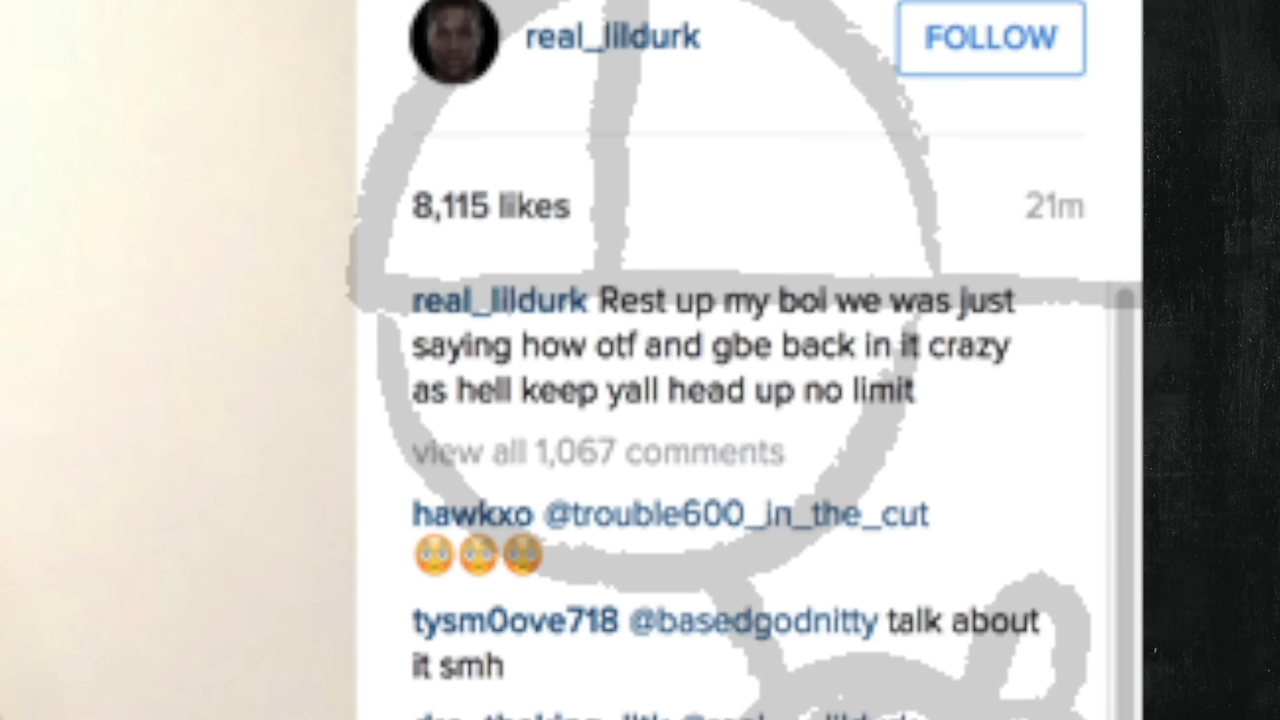 real_lildurk
FOLLOW
8,115 likes
21m
real_lildurk Rest up my boi we was just
saying how otf and gbe back in it crazy
as hell keep yall head up no limit
view all 1,067 comments
hawkxo @trouble600_in_the_cut
😳😳😳
tysm0ove718 @basedgodnitty talk about
it smh